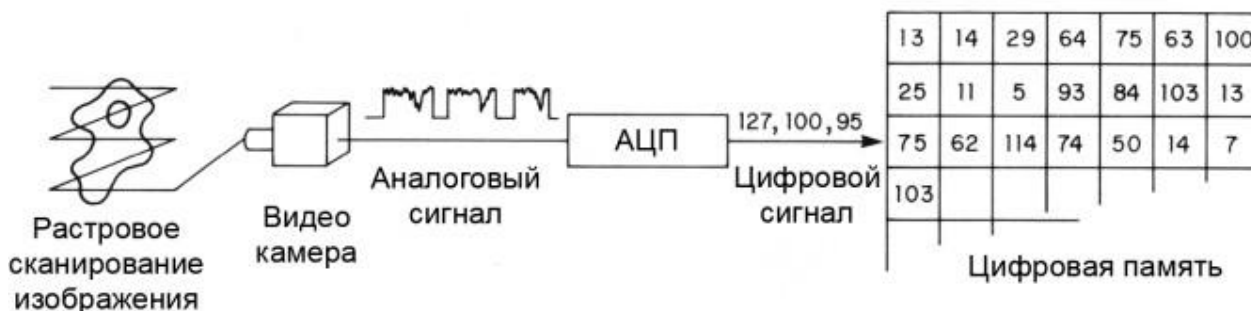 Растровое
сканирование
изображения
Видео
камера
Аналоговый
сигнал
АЦП
127, 100, 95
Цифровой
сигнал
13 14 29 64 75 63 100
25 11 5 93 84 103 13
75 62 114 74 50 14 7
103
Цифровая память